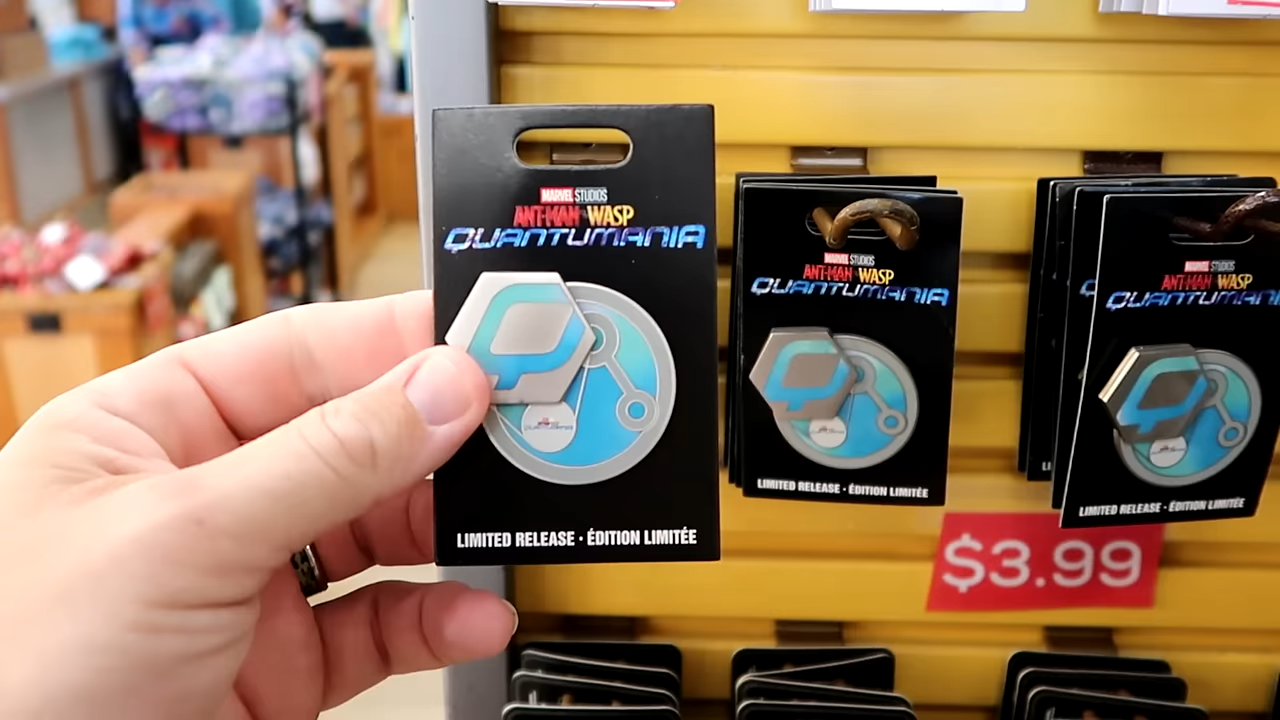 MARVEL STUDIOS
ANT-MAN WASP
QUANTUMANIA
LIMITED RELEASE · ÉDITION LIMITÉE
MARVEL STUDIOS
ANT-MAN WASP
QUANTUMANIA
LIMITED RELEASE · ÉDITION LIMITÉE
MARVEL STUDIOS
ANT-MAN WASP
QUANTUMANI
LIMITED RELEASE · ÉDITION LIMITÉE
$3.99